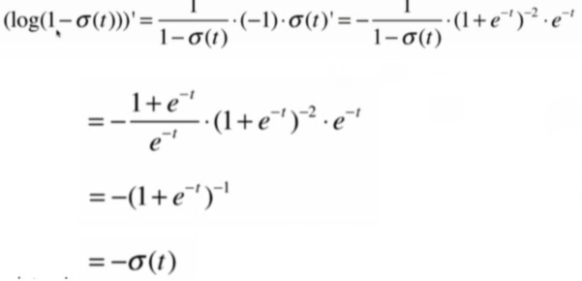 (log(1−σ(t)))' = 1/(1−σ(t)) · (−1) · σ(t)' = − 1/(1−σ(t)) · (1+e^{−t})^{−2} · e^{−t}
= − (1+e^{−t})/e^{−t} · (1+e^{−t})^{−2} · e^{−t}
= −(1+e^{−t})^{−1}
= −σ(t)